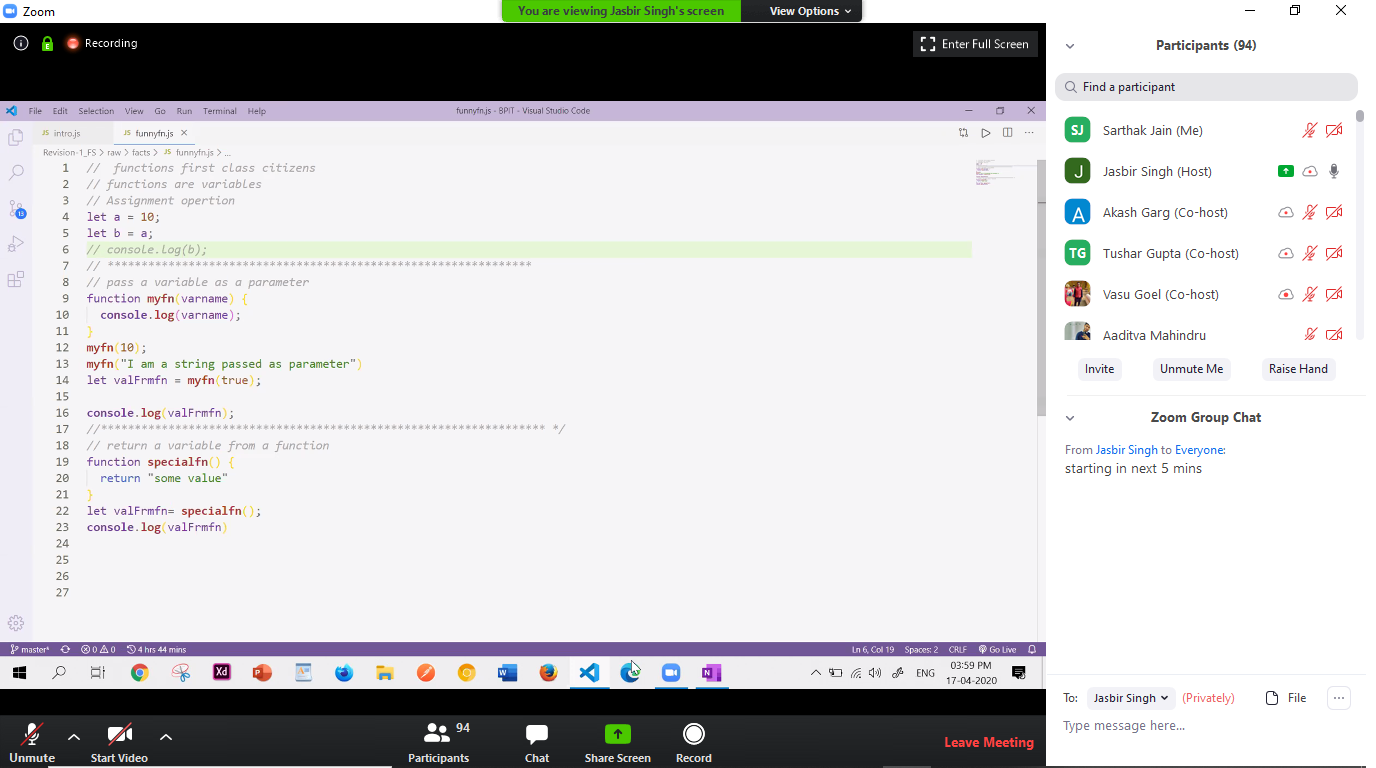 Zoom
You are viewing Jasbir Singh's screen
View Options
Recording
Enter Full Screen
File Edit Selection View Go Run Terminal Help
funnyfn.js - BPIT - Visual Studio Code
JS intro.js
JS funnyfn.js
Revision-1_FS > raw > facts > JS funnyfn.js > ...
1 //  functions first class citizens
2 // functions are variables
3 // Assignment opertion
4 let a = 10;
5 let b = a;
6 // console.log(b);
7 // ***************************************************************
8 // pass a variable as a parameter
9 function myfn(varname) {
10   console.log(varname);
11 }
12 myfn(10);
13 myfn("I am a string passed as parameter")
14 let valFrmfn = myfn(true);
15
16 console.log(valFrmfn);
17 //****************************************************************** */
18 // return a variable from a function
19 function specialfn() {
20   return "some value"
21 }
22 let valFrmfn= specialfn();
23 console.log(valFrmfn)
24
25
26
27
13
master*
0 0
4 hrs 44 mins
Ln 6, Col 19
Spaces: 2
CRLF
Go Live
Xd
ENG
03:59 PM
17-04-2020
Unmute
Start Video
94
Participants
Chat
Share Screen
Record
Leave Meeting
Participants (94)
Find a participant
SJ Sarthak Jain (Me)
J Jasbir Singh (Host)
A Akash Garg (Co-host)
TG Tushar Gupta (Co-host)
Vasu Goel (Co-host)
Aaditya Mahindru
Invite
Unmute Me
Raise Hand
Zoom Group Chat
From Jasbir Singh to Everyone:
starting in next 5 mins
To: Jasbir Singh (Privately)
File
Type message here...